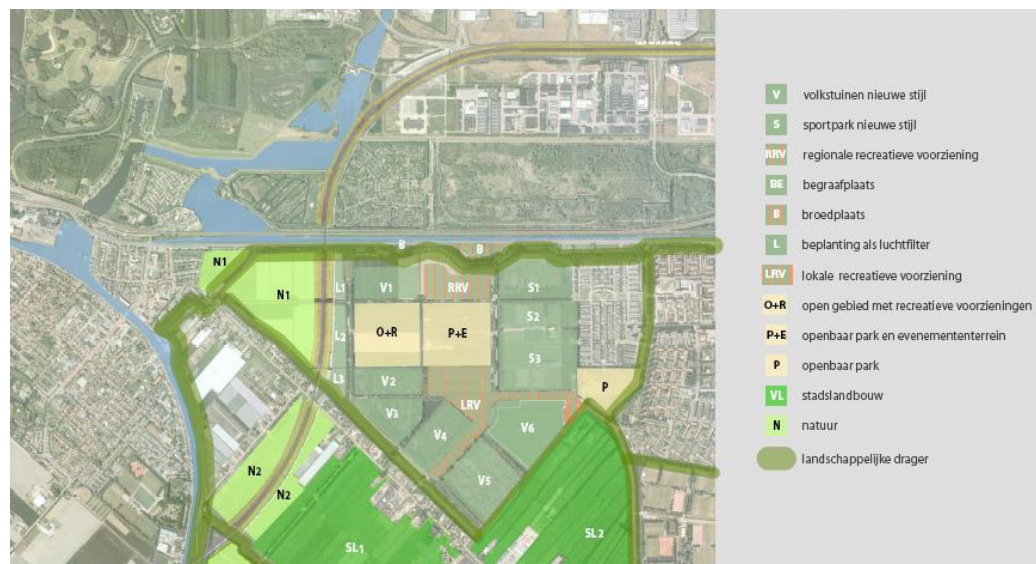 V volkstuinen nieuwe stijl
S sportpark nieuwe stijl
RRV regionale recreatieve voorziening
BE begraafplaats
B broedplaats
L beplanting als luchtfilter
LRV lokale recreatieve voorziening
O+R open gebied met recreatieve voorzieningen
P+E openbaar park en evenemententerrein
P openbaar park
VL stadslandbouw
N natuur
landschappelijke drager
B
B
N1
N1
L1
V1
RRV
S1
S2
L2
O+R
P+E
S3
L3
V2
P
V3
LRV
V4
V6
N2
V5
N2
SL1
SL2